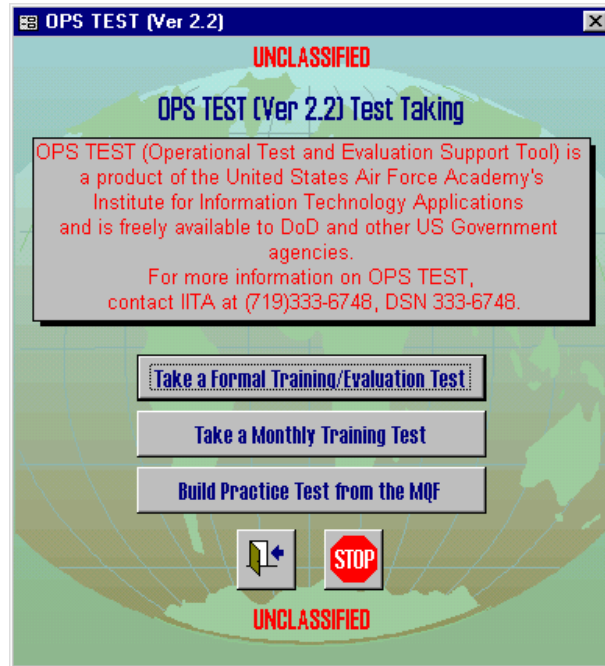 OPS TEST (Ver 2.2)
UNCLASSIFIED
OPS TEST (Ver 2.2) Test Taking
OPS TEST (Operational Test and Evaluation Support Tool) is
a product of the United States Air Force Academy's
Institute for Information Technology Applications
and is freely available to DoD and other US Government
agencies.
For more information on OPS TEST,
contact IITA at (719)333-6748, DSN 333-6748.
Take a Formal Training/Evaluation Test
Take a Monthly Training Test
Build Practice Test from the MQF
STOP
UNCLASSIFIED